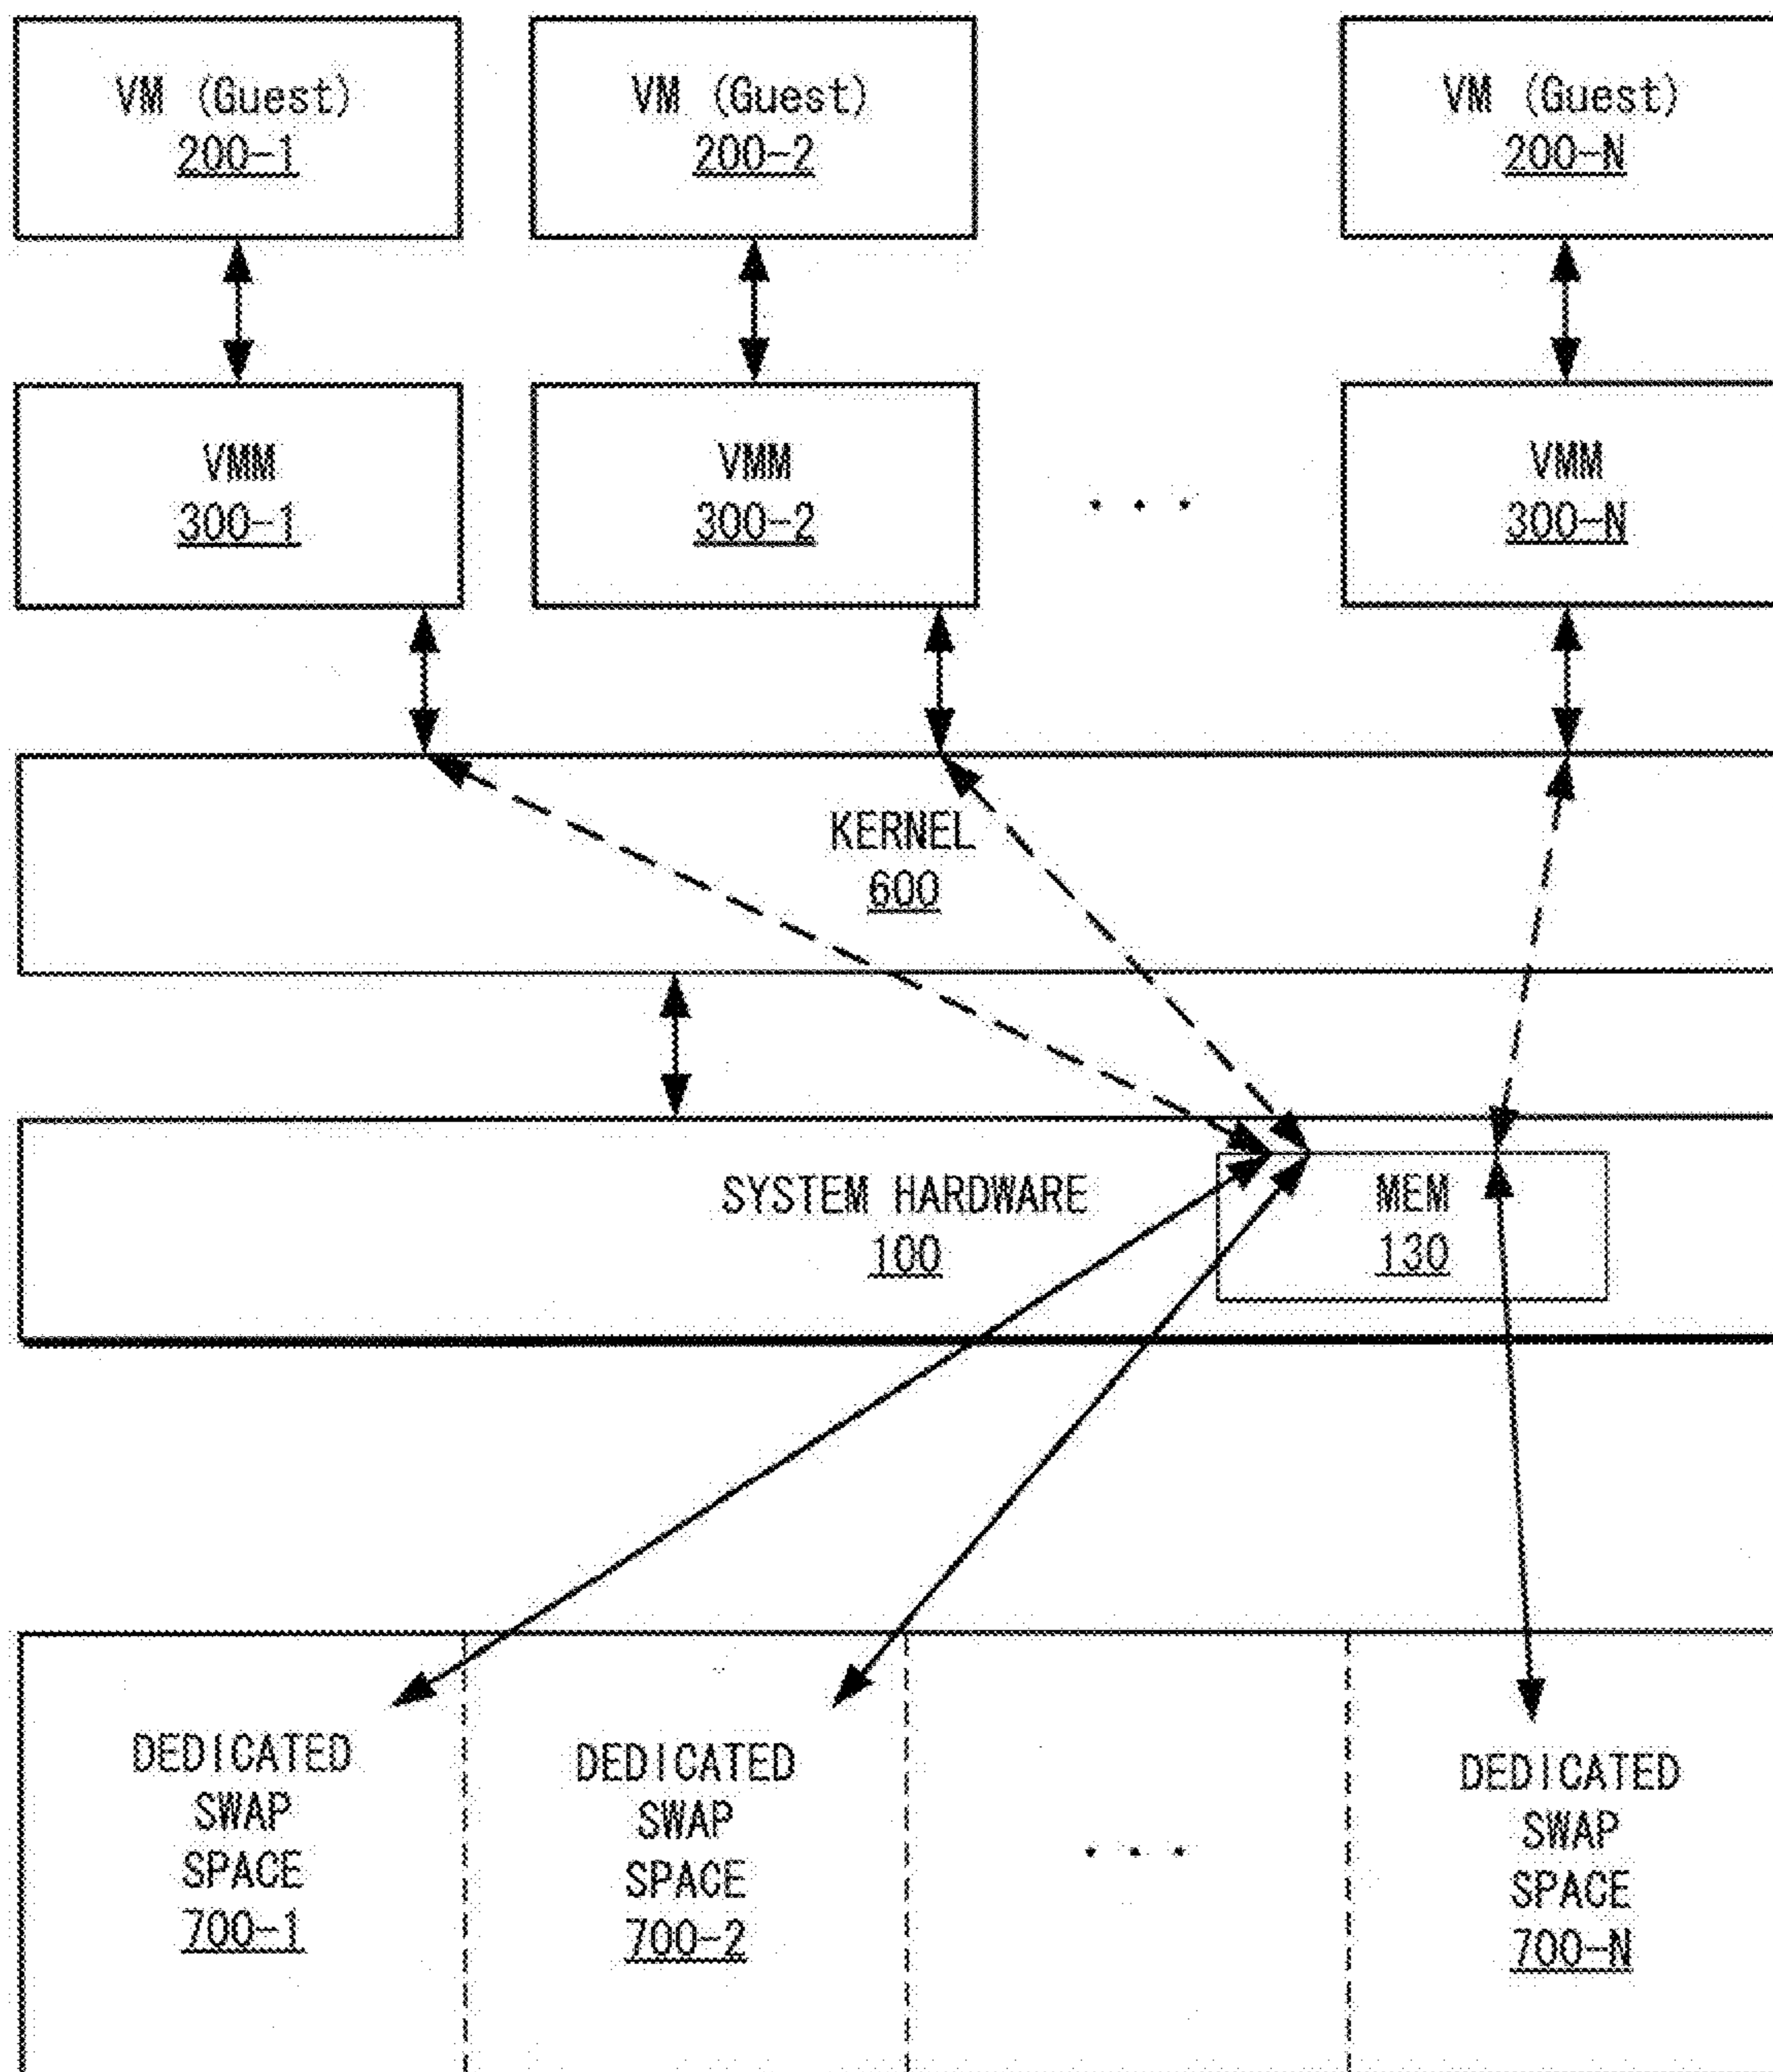 VM (Guest)
200-1
VM (Guest)
200-2
VM (Guest)
200-N
VMM
300-1
VMM
300-2
. . .
VMM
300-N
KERNEL
600
SYSTEM HARDWARE
100
MEM
130
DEDICATED
SWAP
SPACE
700-1
DEDICATED
SWAP
SPACE
700-2
. . .
DEDICATED
SWAP
SPACE
700-N